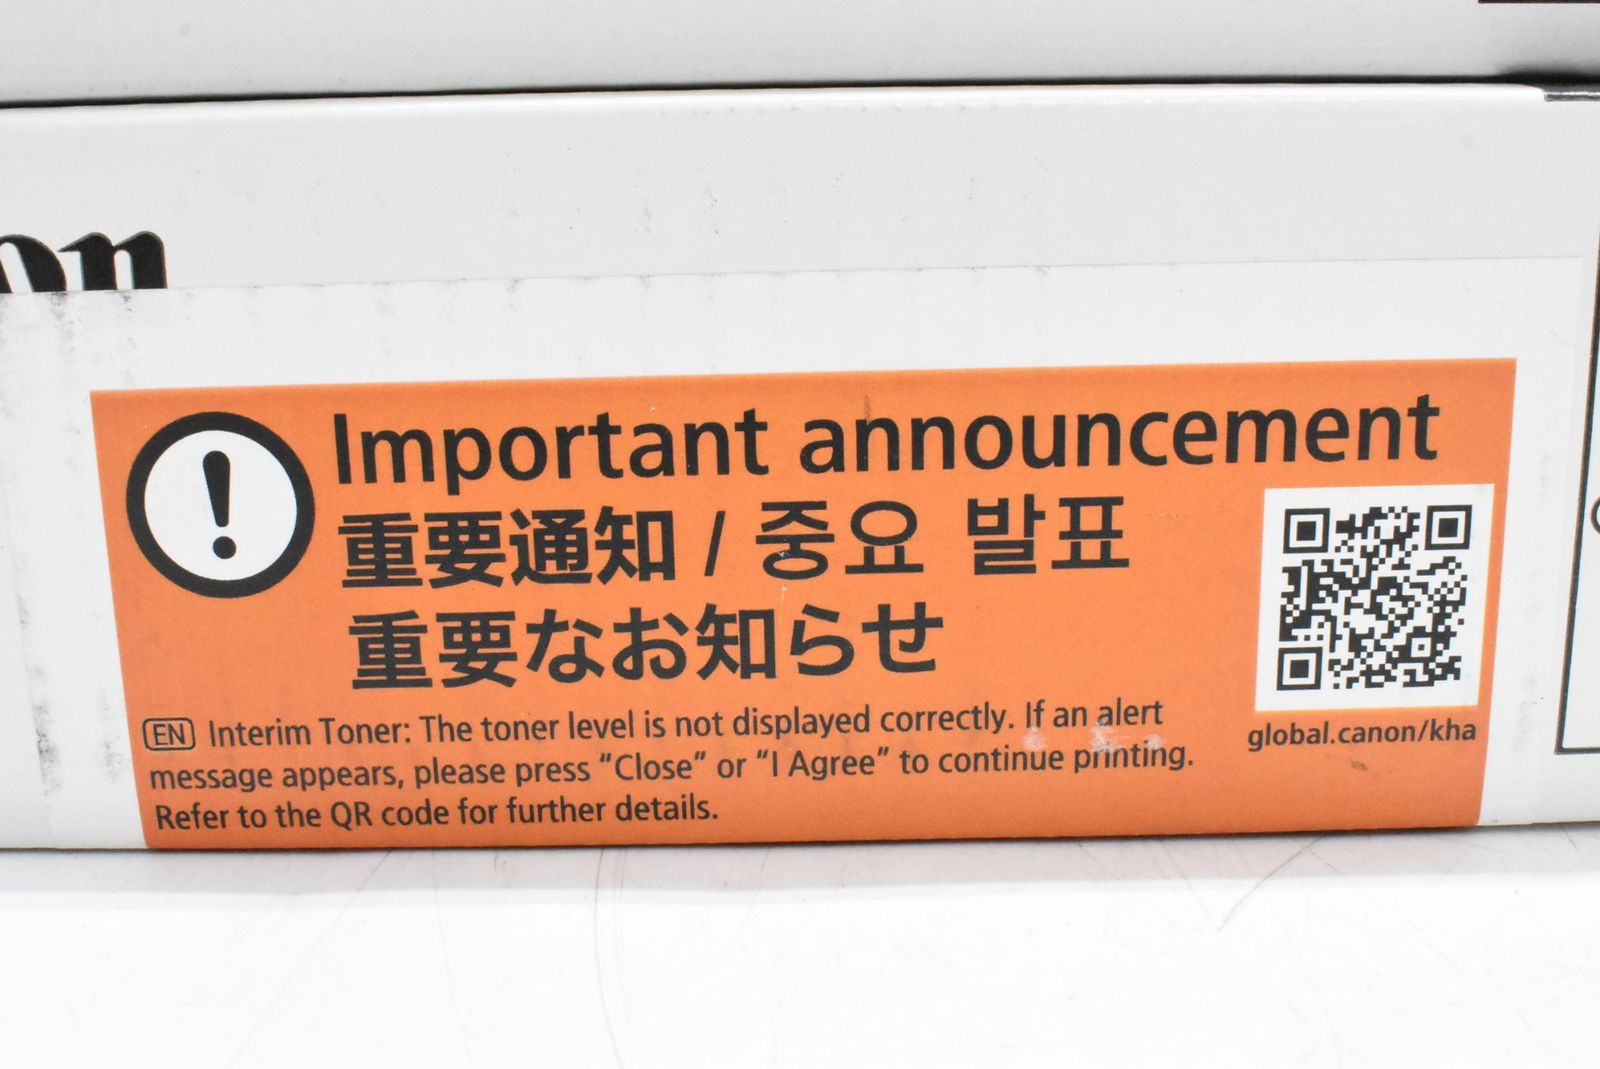 on
Important announcement
重要通知 / 중요 발표
重要なお知らせ
EN Interim Toner: The toner level is not displayed correctly. If an alert
message appears, please press “Close” or “I Agree” to continue printing.
Refer to the QR code for further details.
global.canon/kha